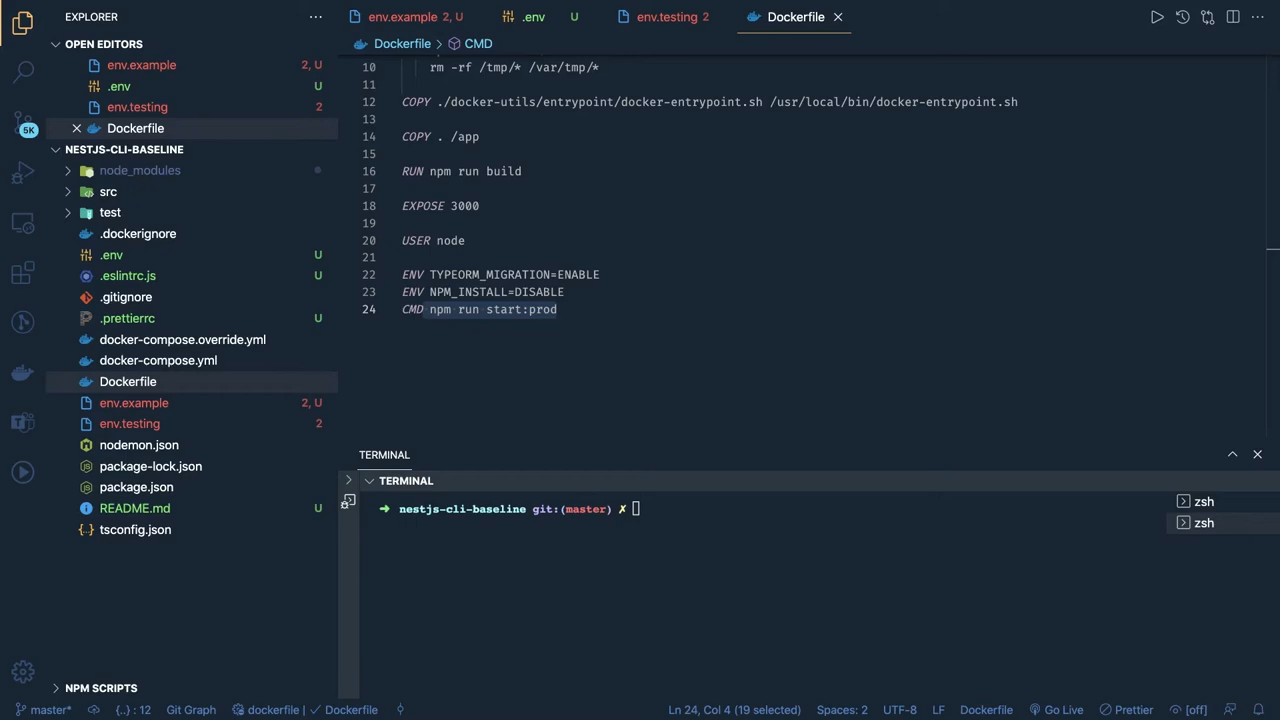 EXPLORER
OPEN EDITORS
env.example 2, U
.env U
env.testing 2
Dockerfile
NESTJS-CLI-BASELINE
node_modules
src
test
.dockerignore
.env U
.eslintrc.js U
.gitignore
.prettierrc U
docker-compose.override.yml
docker-compose.yml
Dockerfile
env.example 2, U
env.testing 2
nodemon.json
package-lock.json
package.json
README.md U
tsconfig.json
NPM SCRIPTS
5K
env.example 2, U
.env U
env.testing 2
Dockerfile
Dockerfile > CMD
10 rm -rf /tmp/* /var/tmp/*
11
12 COPY ./docker-utils/entrypoint/docker-entrypoint.sh /usr/local/bin/docker-entrypoint.sh
13
14 COPY . /app
15
16 RUN npm run build
17
18 EXPOSE 3000
19
20 USER node
21
22 ENV TYPEORM_MIGRATION=ENABLE
23 ENV NPM_INSTALL=DISABLE
24 CMD npm run start:prod
TERMINAL
TERMINAL
➜ nestjs-cli-baseline git:(master) ✗
zsh
zsh
master* {..} : 12 Git Graph dockerfile | ✓ Dockerfile Ln 24, Col 4 (19 selected) Spaces: 2 UTF-8 LF Dockerfile Go Live Prettier [off]